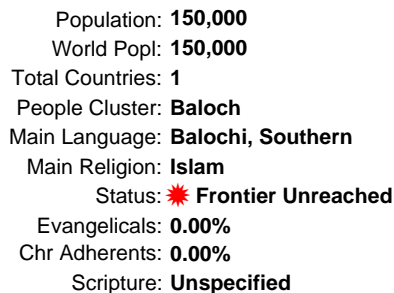 Population: 150,000
World Popl: 150,000
Total Countries: 1
People Cluster: Baloch
Main Language: Balochi, Southern
Main Religion: Islam
Status: Frontier Unreached
Evangelicals: 0.00%
Chr Adherents: 0.00%
Scripture: Unspecified